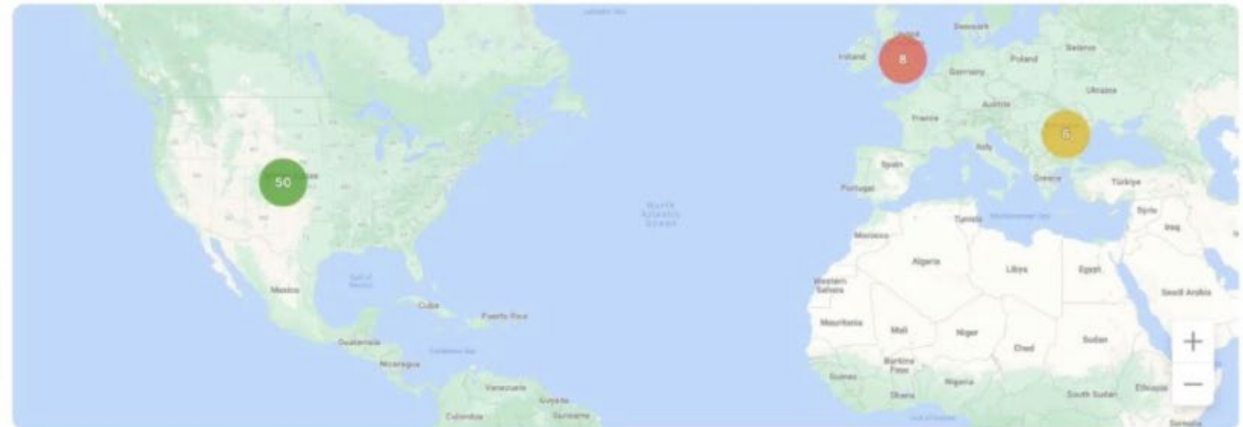 Denmark
Ireland
8
Belarus
Poland
Germany
Ukraine
Austria
France
Italy
Spain
Portugal
Greece
Türkiye
50
North
Atlantic
Ocean
Tunisia
Syria
Iraq
Morocco
Algeria
Libya
Egypt
Western
Sahara
Saudi Arabia
Mexico
Cuba
Puerto Rico
Mauritania
Mali
Niger
Chad
Sudan
Guatemala
Nicaragua
Burkina
Faso
Guinea
Nigeria
Ghana
South Sudan
Ethiopia
Venezuela
Guyana
Colombia
Suriname
Somalia
+
−